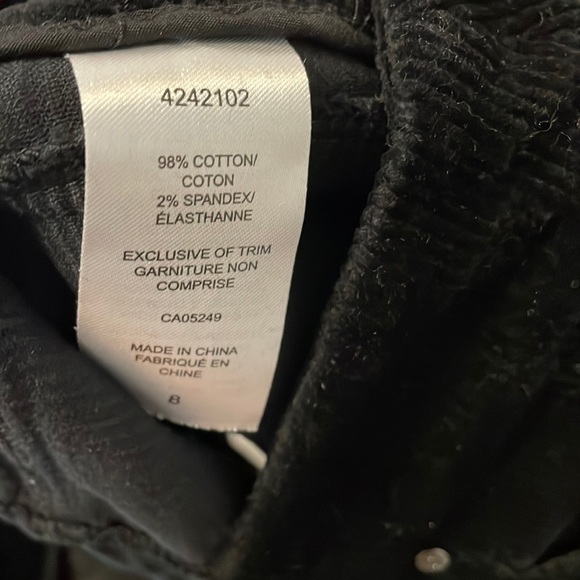 4242102
98% COTTON/
COTON
2% SPANDEX/
ÉLASTHANNE
EXCLUSIVE OF TRIM
GARNITURE NON
COMPRISE
CA05249
MADE IN CHINA
FABRIQUÉ EN
CHINE
8